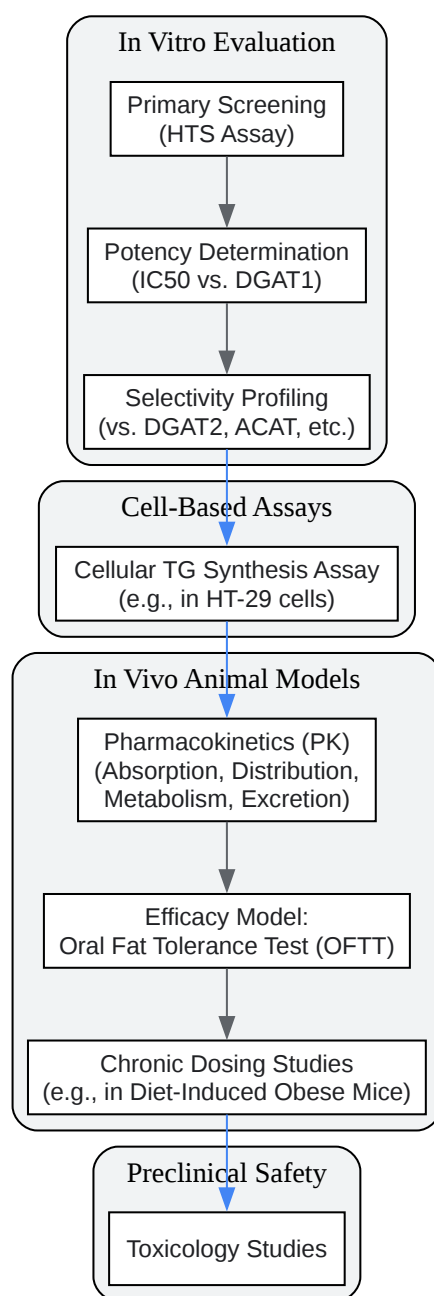 In Vitro Evaluation
Primary Screening
(HTS Assay)
Potency Determination
(IC50 vs. DGAT1)
Selectivity Profiling
(vs. DGAT2, ACAT, etc.)
Cell-Based Assays
Cellular TG Synthesis Assay
(e.g., in HT-29 cells)
In Vivo Animal Models
Pharmacokinetics (PK)
(Absorption, Distribution,
Metabolism, Excretion)
Efficacy Model:
Oral Fat Tolerance Test (OFTT)
Chronic Dosing Studies
(e.g., in Diet-Induced Obese Mice)
Preclinical Safety
Toxicology Studies